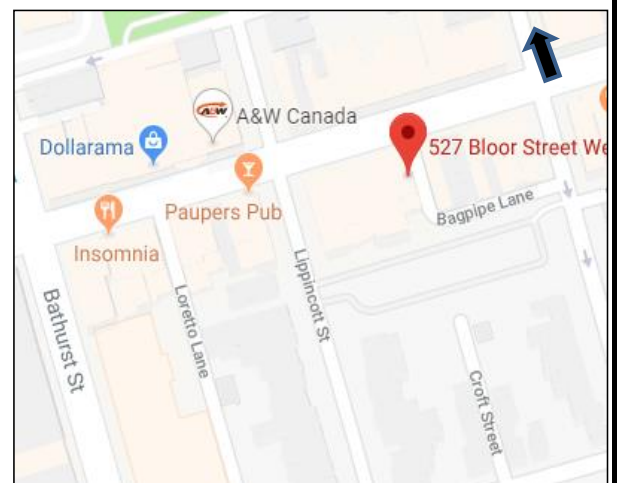 A&W
A&W Canada
Dollarama
527 Bloor Street We
Paupers Pub
Bagpipe Lane
Insomnia
Lippincott St
Loretto Lane
Bathurst St
Croft Street